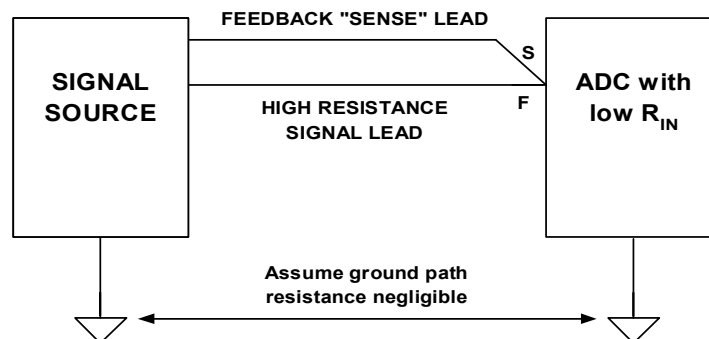 FEEDBACK "SENSE" LEAD
SIGNAL
SOURCE
S
F
HIGH RESISTANCE
SIGNAL LEAD
ADC with
low RIN
Assume ground path
resistance negligible